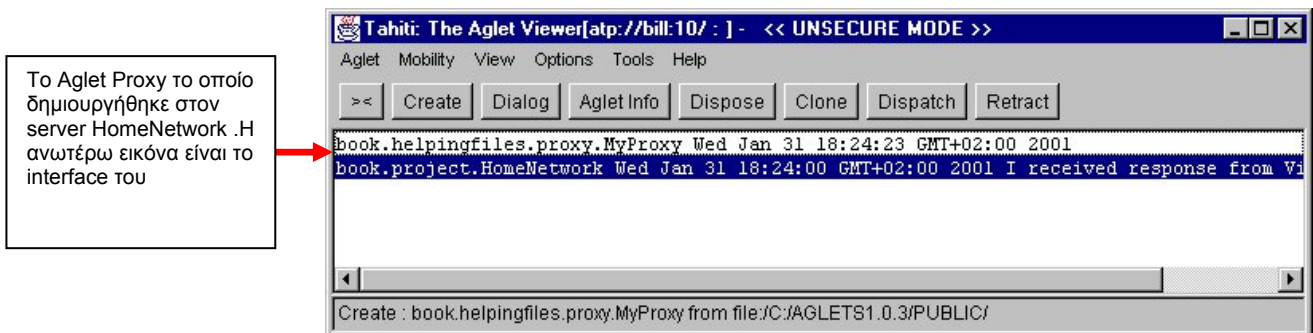 Το Aglet Proxy το οποίο
δημιουργήθηκε στον
server HomeNetwork .Η
ανωτέρω εικόνα είναι το
interface του
Tahiti: The Aglet Viewer[atp://bill:10/ : ] -   << UNSECURE MODE >>
Aglet Mobility View Options Tools Help
>< Create Dialog Aglet Info Dispose Clone Dispatch Retract
book.helpingfiles.proxy.MyProxy Wed Jan 31 18:24:23 GMT+02:00 2001
book.project.HomeNetwork Wed Jan 31 18:24:00 GMT+02:00 2001 I received response from Vi
Create : book.helpingfiles.proxy.MyProxy from file:/C:/AGLETS1.0.3/PUBLIC/